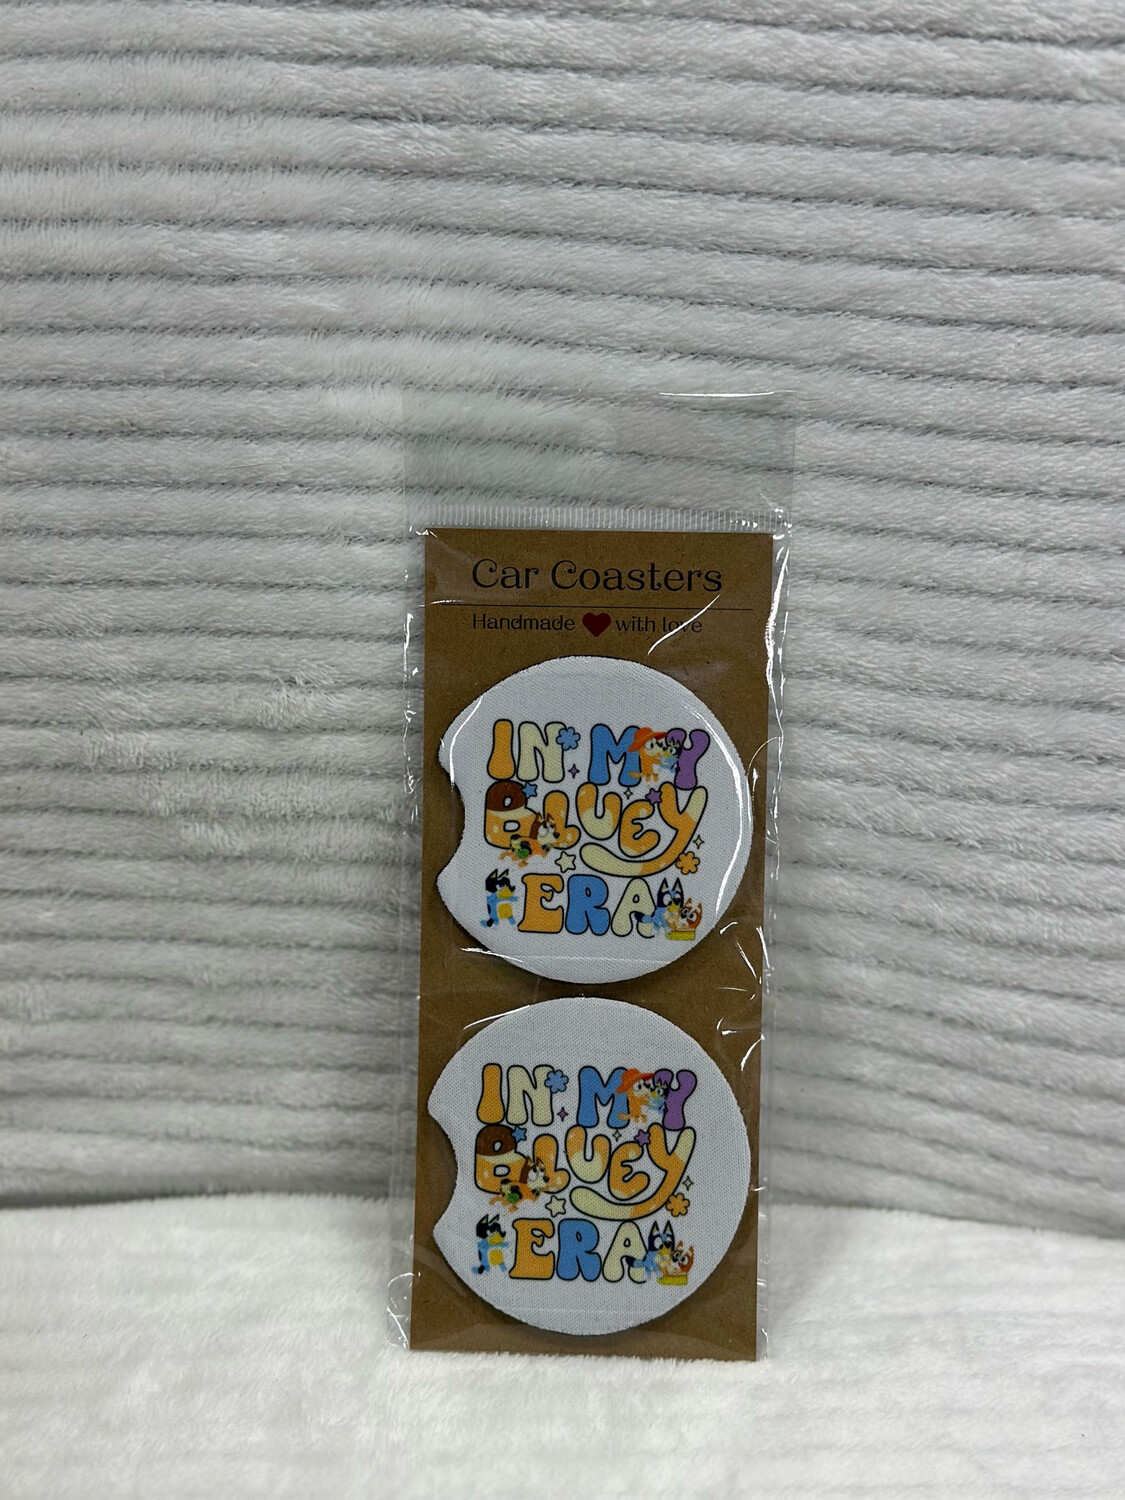 Car Coasters
Handmade with love
IN MY
BLUEY
ERA
IN MY
BLUEY
ERA